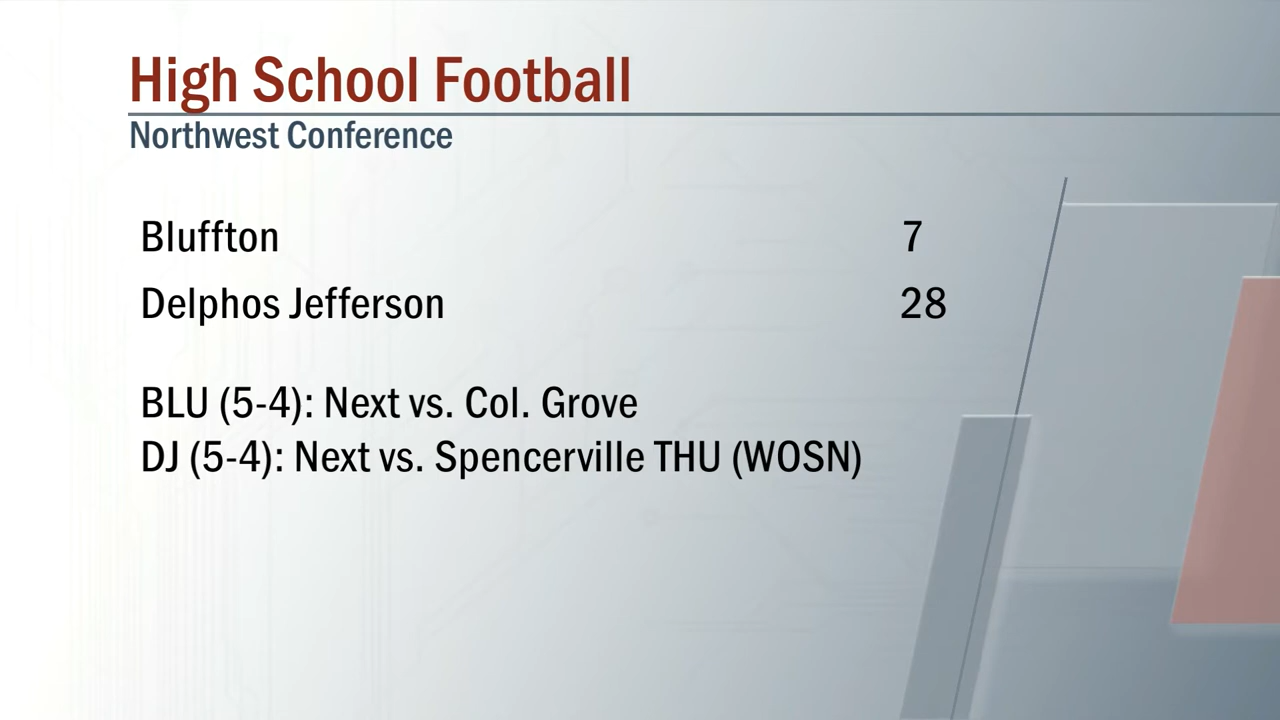 High School Football
Northwest Conference
Bluffton 7
Delphos Jefferson 28
BLU (5-4): Next vs. Col. Grove
DJ (5-4): Next vs. Spencerville THU (WOSN)